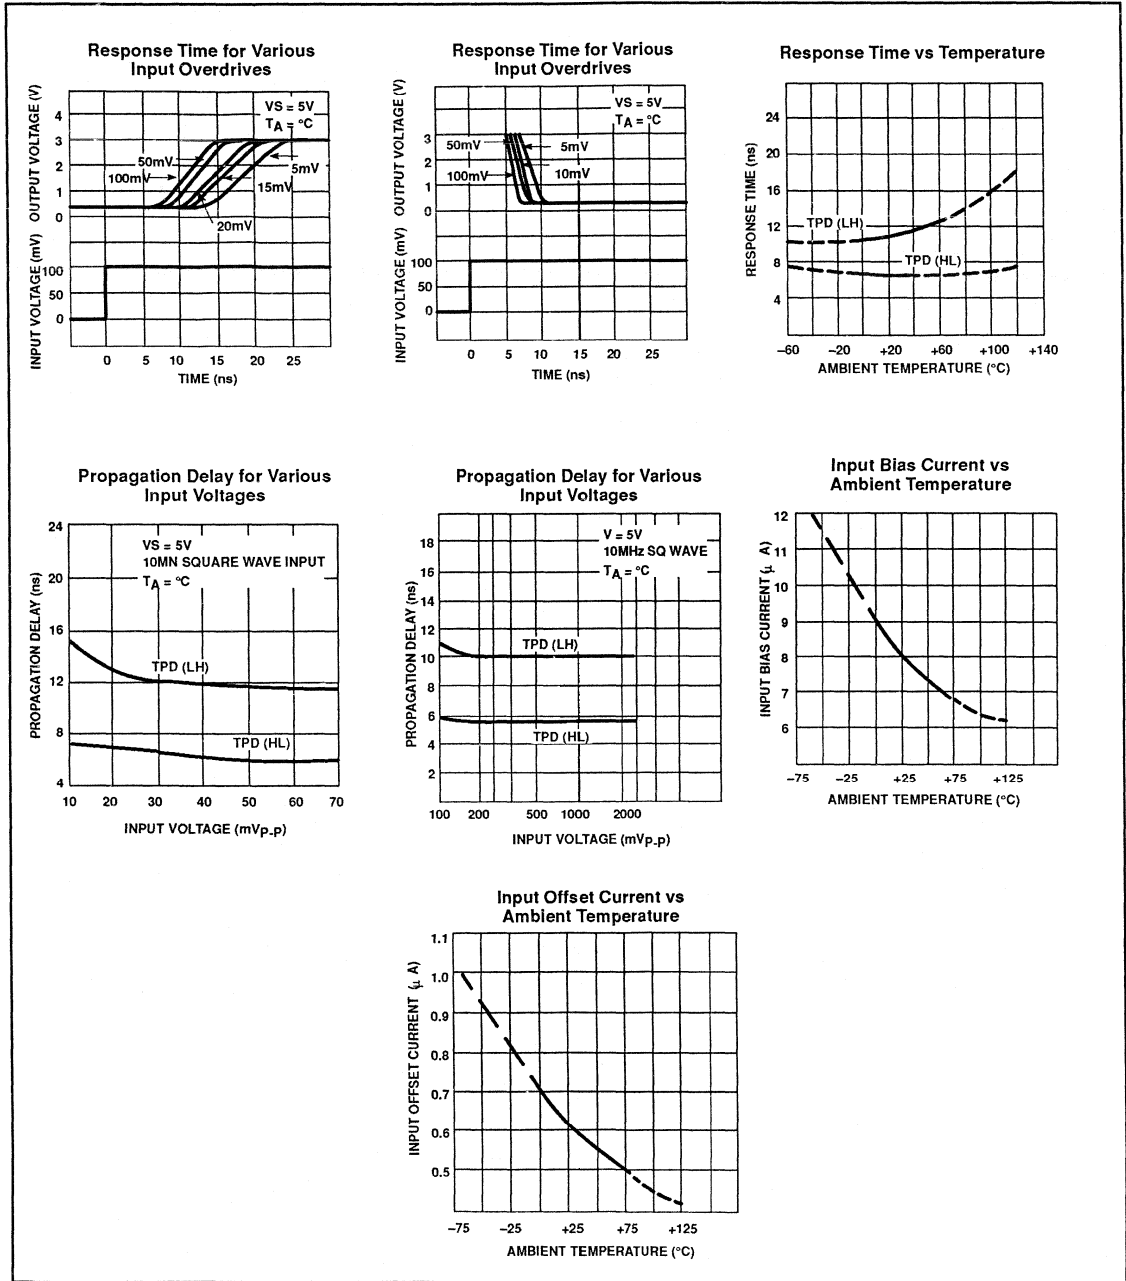 Response Time for Various
Input Overdrives
OUTPUT VOLTAGE (V)
4
3
2
1
0
VS = 5V
TA = °C
50mV
100mV
5mV
15mV
20mV
INPUT VOLTAGE (mV)
100
50
0
0 5 10 15 20 25
TIME (ns)
Response Time for Various
Input Overdrives
OUTPUT VOLTAGE (V)
4
3
2
1
0
VS = 5V
TA = °C
50mV
5mV
100mV
10mV
INPUT VOLTAGE (mV)
100
50
0
0 5 10 15 20 25
TIME (ns)
Response Time vs Temperature
RESPONSE TIME (ns)
24
20
16
12
8
4
TPD (LH)
TPD (HL)
–60 –20 +20 +60 +100 +140
AMBIENT TEMPERATURE (°C)
Propagation Delay for Various
Input Voltages
PROPAGATION DELAY (ns)
24
20
16
12
8
4
VS = 5V
10MN SQUARE WAVE INPUT
TA = °C
TPD (LH)
TPD (HL)
10 20 30 40 50 60 70
INPUT VOLTAGE (mVp-p)
Propagation Delay for Various
Input Voltages
PROPAGATION DELAY (ns)
18
16
14
12
10
8
6
4
2
V = 5V
10MHz SQ WAVE
TA = °C
TPD (LH)
TPD (HL)
100 200 500 1000 2000
INPUT VOLTAGE (mVp-p)
Input Bias Current vs
Ambient Temperature
INPUT BIAS CURRENT (μ A)
12
11
10
9
8
7
6
–75 –25 +25 +75 +125
AMBIENT TEMPERATURE (°C)
Input Offset Current vs
Ambient Temperature
INPUT OFFSET CURRENT (μ A)
1.1
1.0
0.9
0.8
0.7
0.6
0.5
–75 –25 +25 +75 +125
AMBIENT TEMPERATURE (°C)